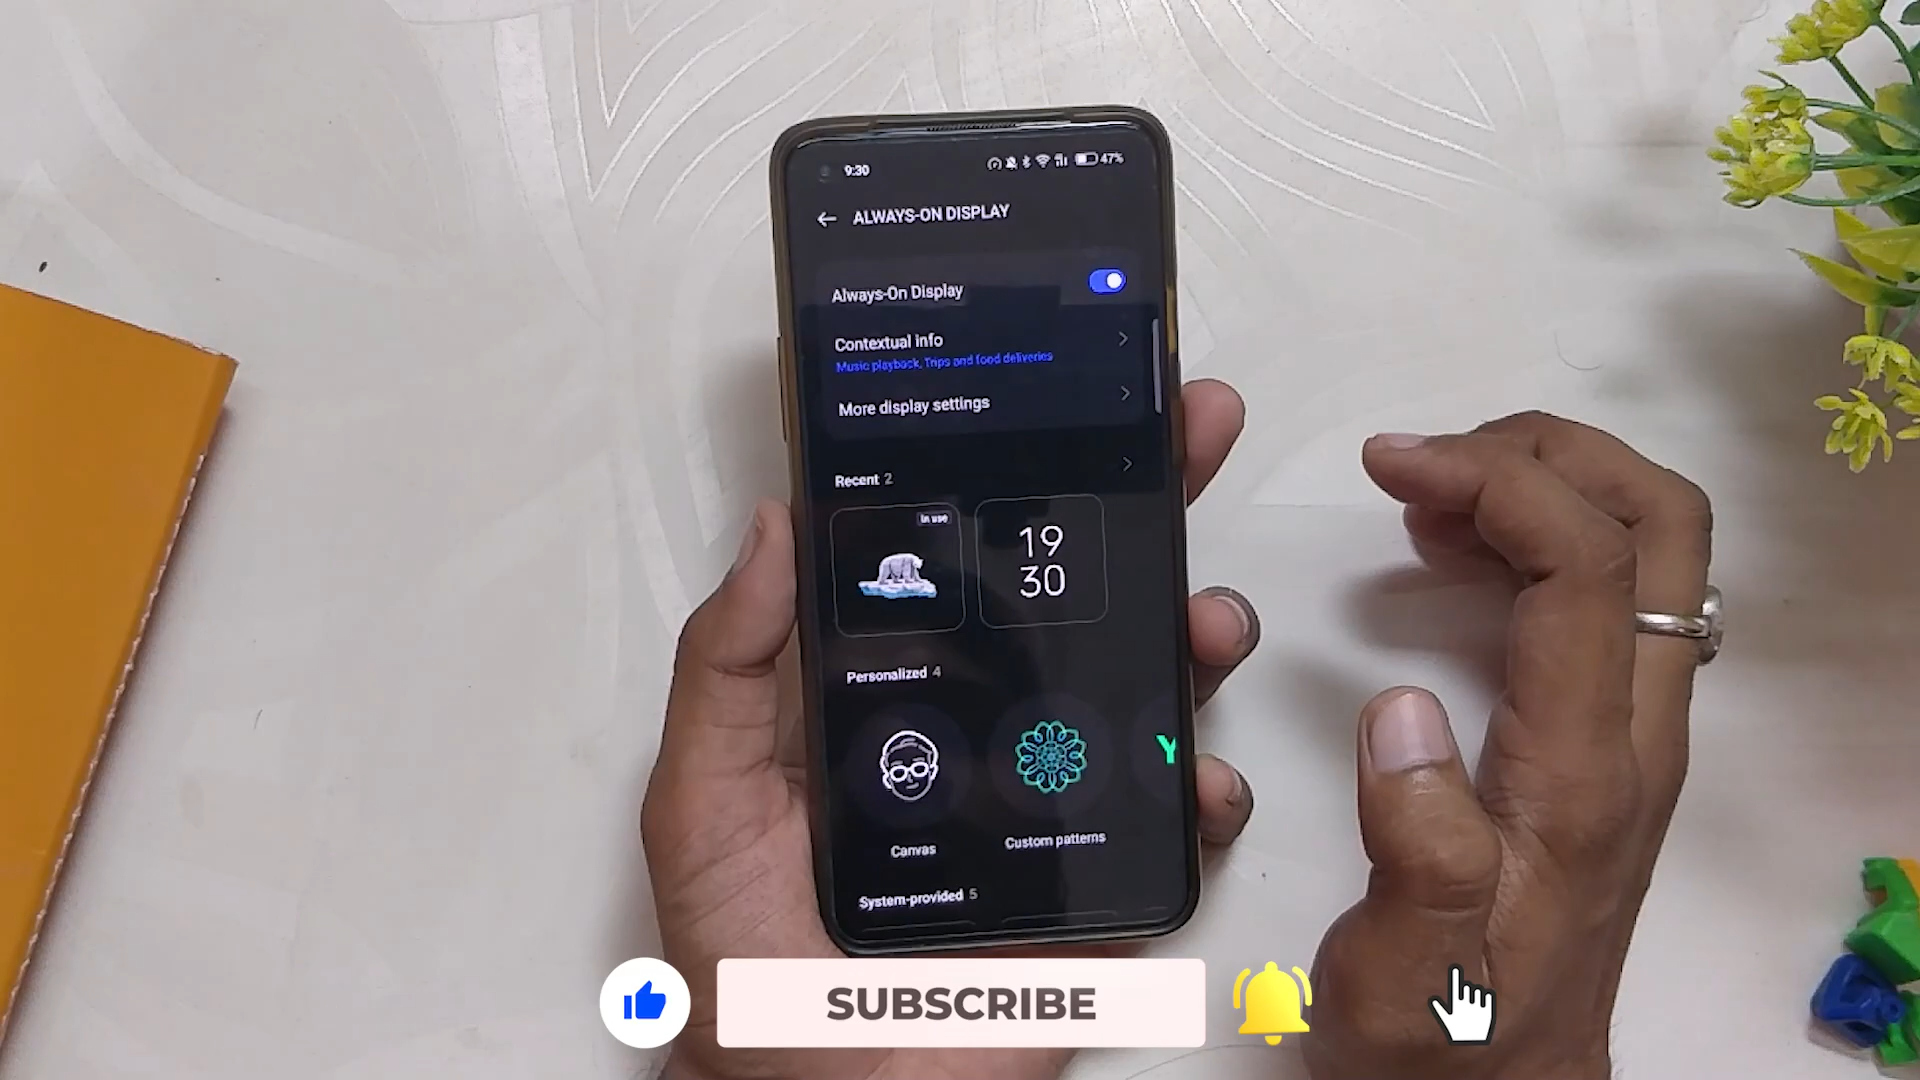 9:30
47%
ALWAYS-ON DISPLAY
Always-On Display
Contextual info
Music playback, Trips and food deliveries
More display settings
Recent 2
In use
19
30
Personalized 4
Y
Canvas
Custom patterns
System-provided 5
SUBSCRIBE